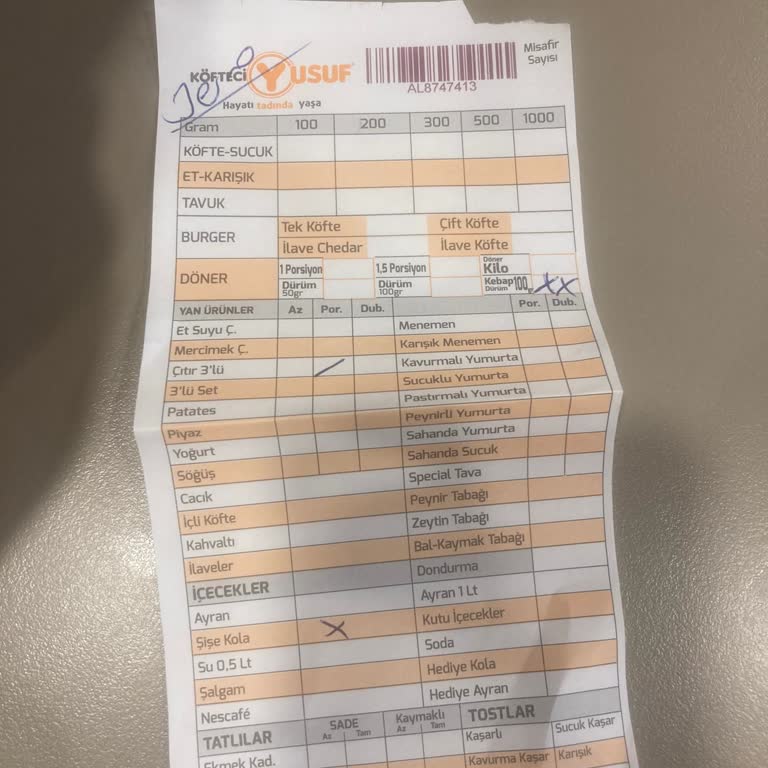 KÖFTECİ YUSUF
Hayatı tadında yaşa
AL8747413
Misafir
Sayısı
Gram 100 200 300 500 1000
KÖFTE-SUCUK
ET-KARIŞIK
TAVUK
BURGER Tek Köfte Çift Köfte
İlave Chedar İlave Köfte
DÖNER 1 Porsiyon 1,5 Porsiyon Döner Kilo
Dürüm 50gr Dürüm 100gr Kebap Dürüm 100gr XX
YAN ÜRÜNLER Az Por. Dub. Por. Dub.
Et Suyu Ç. Menemen
Mercimek Ç. Karışık Menemen
Çıtır 3'lü Kavurmalı Yumurta
3'lü Set Sucuklu Yumurta
Patates Pastırmalı Yumurta
Piyaz Peynirli Yumurta
Yoğurt Sahanda Yumurta
Söğüş Sahanda Sucuk
Cacık Special Tava
İçli Köfte Peynir Tabağı
Kahvaltı Zeytin Tabağı
İlaveler Bal-Kaymak Tabağı
İÇECEKLER Dondurma
Ayran Ayran 1 Lt
Şişe Kola X Kutu İçecekler
Su 0,5 Lt Soda
Şalgam Hediye Kola
Nescafé Hediye Ayran
TATLILAR SADE Kaymaklı TOSTLAR
Az Tam Az Tam Kaşarlı Sucuk Kaşar
Ekmek Kad. Kavurma Kaşar Karışık